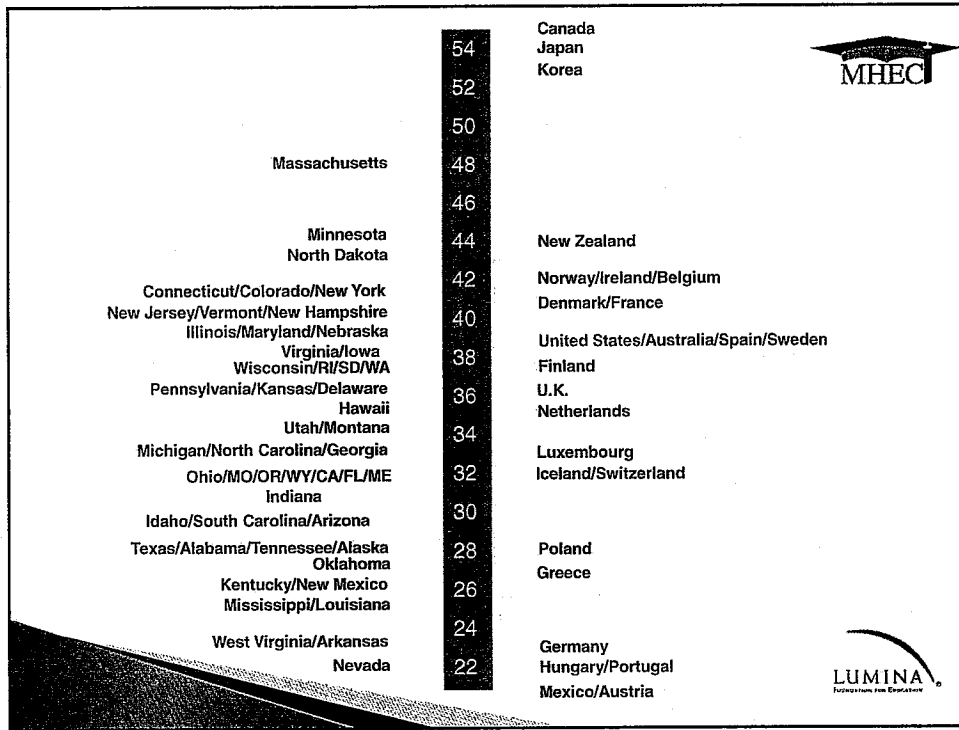 Canada
54 Japan
Korea
MHEC
52
50
Massachusetts 48
46
Minnesota 44 New Zealand
North Dakota
42 Norway/Ireland/Belgium
Connecticut/Colorado/New York
Denmark/France
New Jersey/Vermont/New Hampshire 40
Illinois/Maryland/Nebraska
United States/Australia/Spain/Sweden
Virginia/Iowa 38
Wisconsin/RI/SD/WA Finland
Pennsylvania/Kansas/Delaware 36 U.K.
Hawaii Netherlands
Utah/Montana 34
Michigan/North Carolina/Georgia Luxembourg
Ohio/MO/OR/WY/CA/FL/ME 32 Iceland/Switzerland
Indiana
Idaho/South Carolina/Arizona 30
Texas/Alabama/Tennessee/Alaska 28 Poland
Oklahoma Greece
Kentucky/New Mexico 26
Mississippi/Louisiana
24
West Virginia/Arkansas Germany
Nevada 22 Hungary/Portugal
Mexico/Austria
LUMINA
FOUNDATION FOR EDUCATION